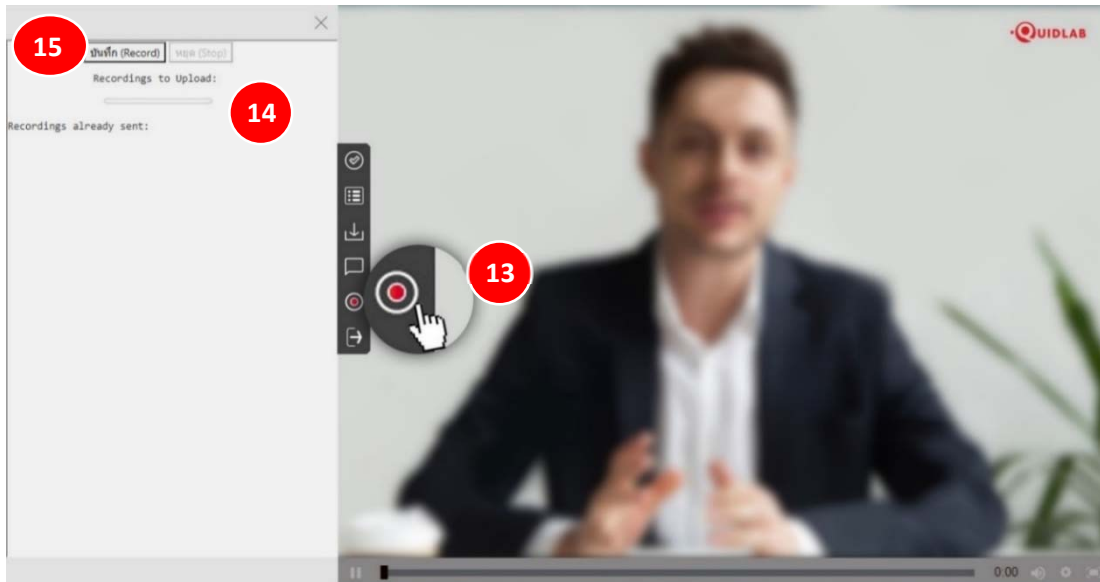 15
บันทึก (Record) หยุด (Stop)
Recordings to Upload:
14
Recordings already sent:
13
QUIDLAB
0:00